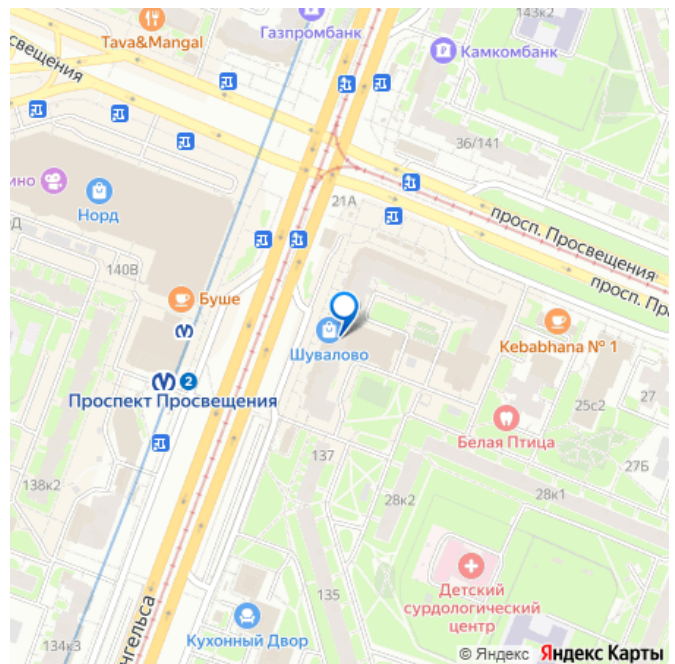 143к2
Tava&Mangal
Газпромбанк
Камкомбанк
свещения
36/141
ино
Норд
21А
просп. Просвещения
140В
просп. Пр
Буше
Шувалово
Kebabhana № 1
2
Проспект Просвещения
27
25с2
Белая Птица
137
27Б
138к2
28к2
28к1
Детский
сурдологический
центр
135
нгельса
Кухонный Двор
134к3
© Яндекс Яндекс Карты